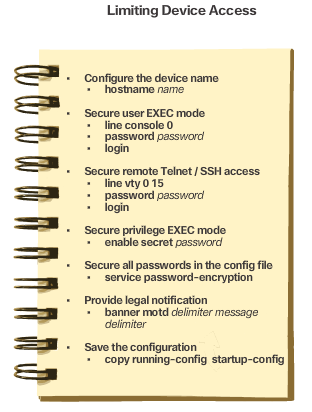 Limiting Device Access
Configure the device name
hostname name
Secure user EXEC mode
line console 0
password password
login
Secure remote Telnet / SSH access
line vty 0 15
password password
login
Secure privilege EXEC mode
enable secret password
Secure all passwords in the config file
service password-encryption
Provide legal notification
banner motd delimiter message
delimiter
Save the configuration
copy running-config startup-config